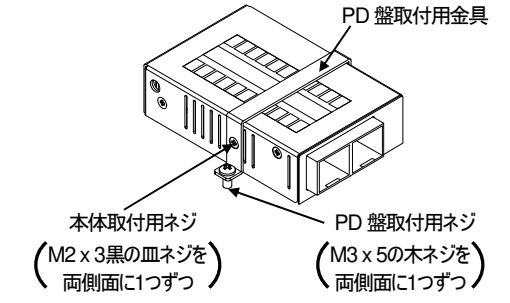 PD 盤取付用金具
本体取付用ネジ
(M2 x 3黒の皿ネジを
両側面に1つずつ)
PD 盤取付用ネジ
(M3 x 5の木ネジを
両側面に1つずつ)